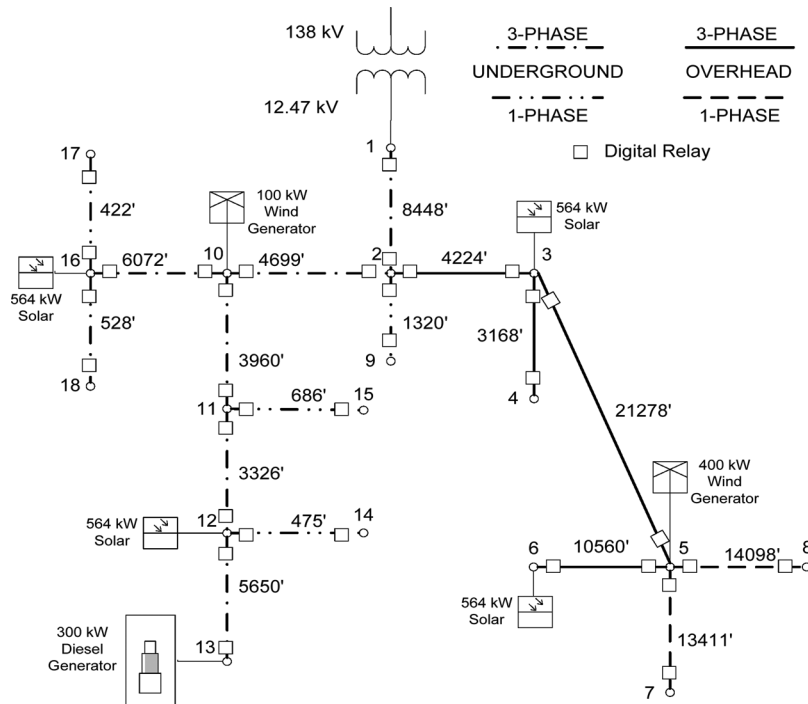 138 kV
3-PHASE
3-PHASE
UNDERGROUND
OVERHEAD
12.47 kV
1-PHASE
1-PHASE
Digital Relay
1
17
100 kW
Wind
Generator
564 kW
Solar
422'
8448'
16
6072'
10
4699'
2
4224'
3
564 kW
Solar
528'
1320'
3168'
3960'
9
18
686'
15
4
11
21278'
3326'
400 kW
Wind
Generator
564 kW
Solar
12
475'
14
6
10560'
5
14098'
8
5650'
564 kW
Solar
300 kW
Diesel
Generator
13
13411'
7